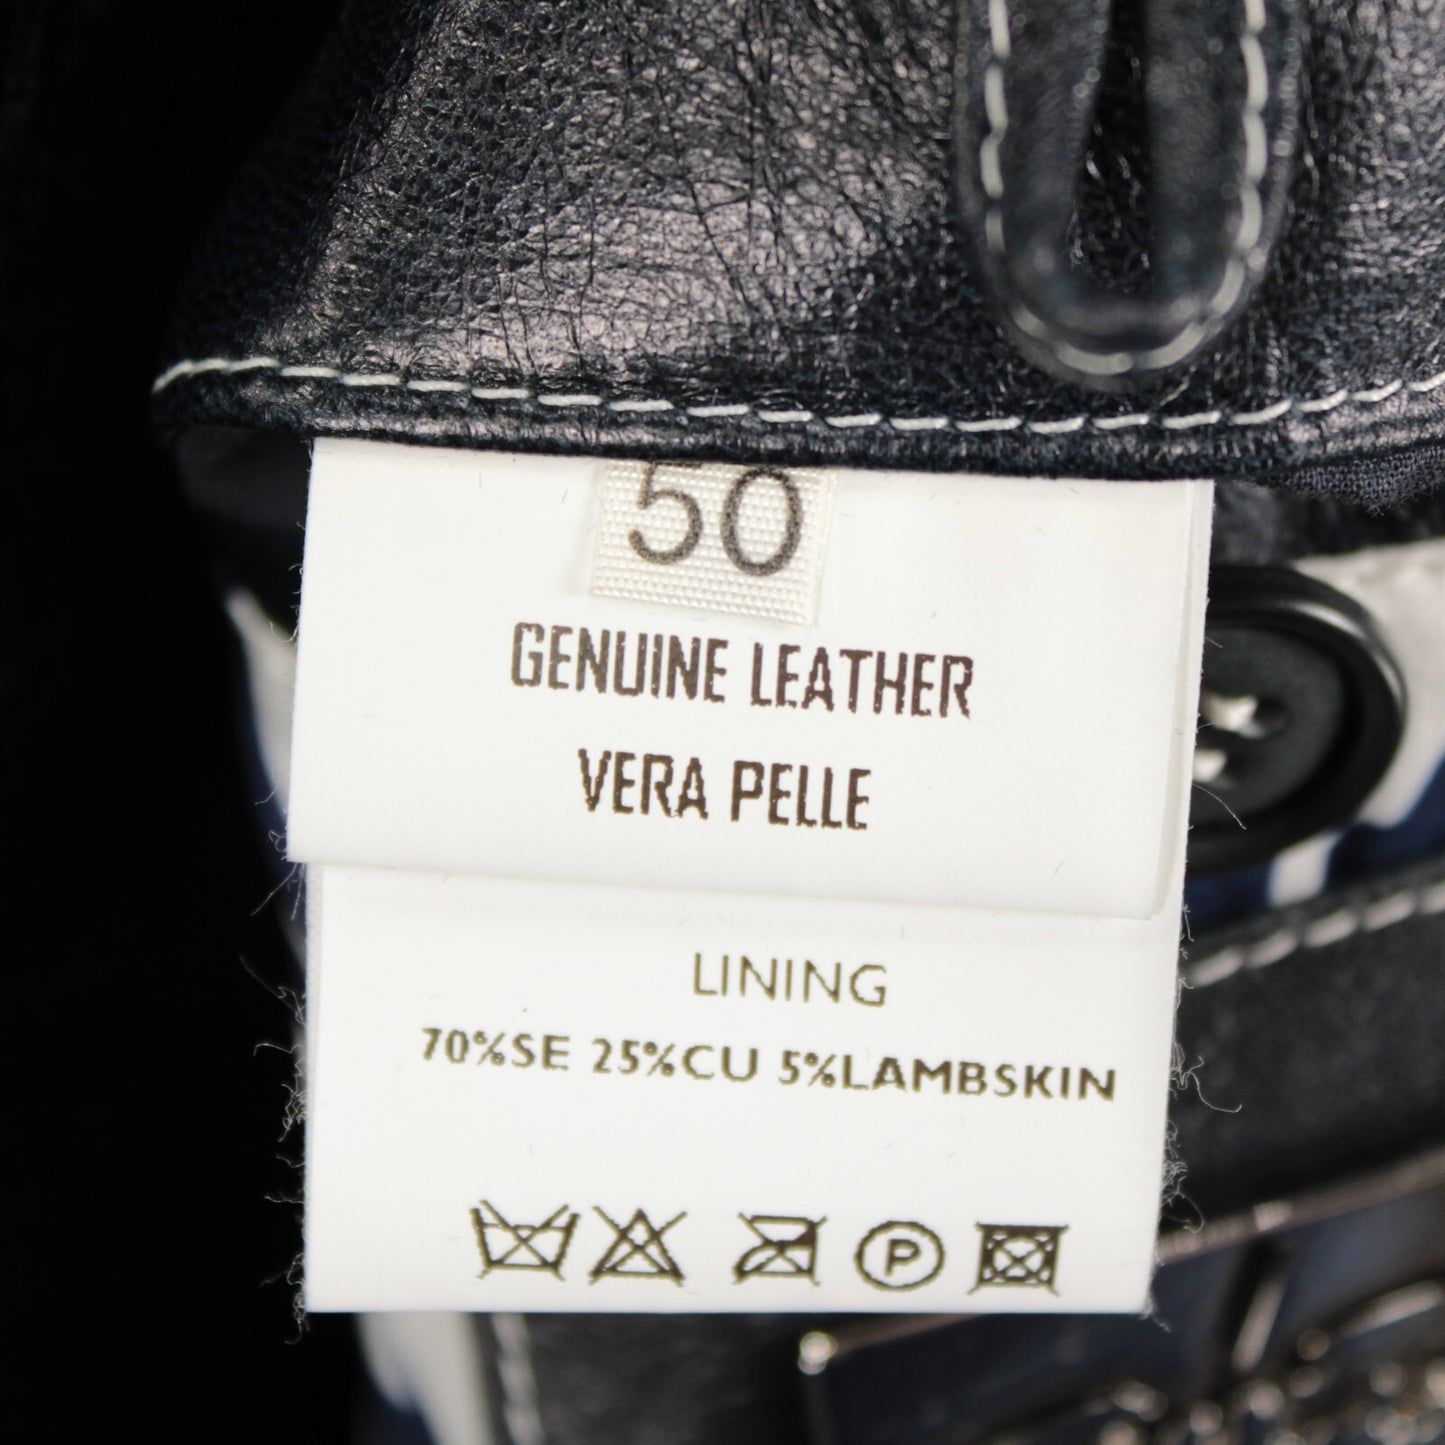 50
GENUINE LEATHER
VERA PELLE
LINING
70%SE 25%CU 5%LAMBSKIN
P